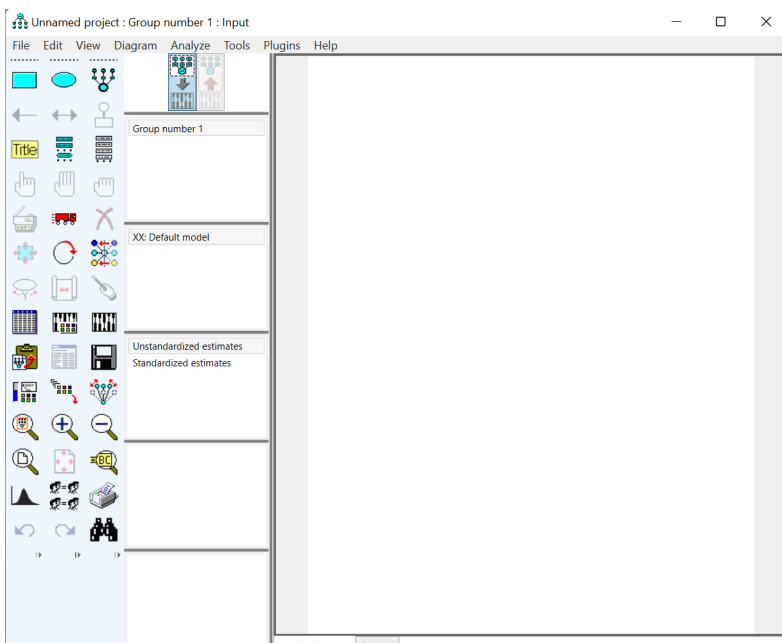 Unnamed project : Group number 1 : Input
File Edit View Diagram Analyze Tools Plugins Help
Title
Group number 1
XX: Default model
Unstandardized estimates
Standardized estimates